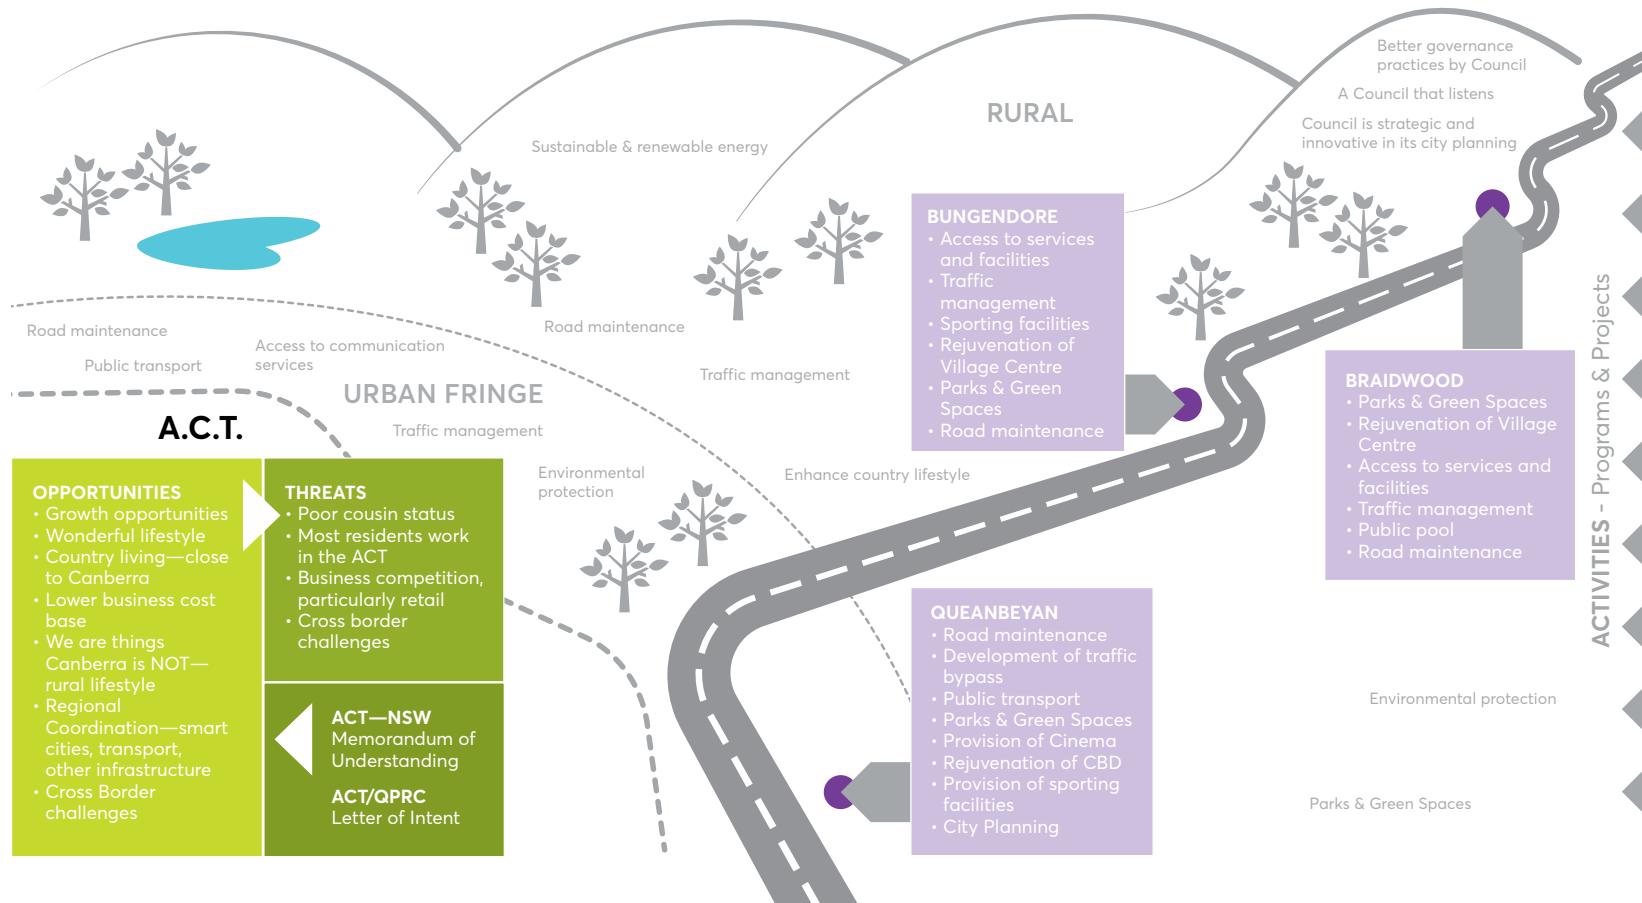 Better governance
practices by Council
A Council that listens
Council is strategic and
innovative in its city planning
RURAL
Sustainable & renewable energy
Road maintenance
Public transport
Access to communication
services
URBAN FRINGE
Traffic management
Road maintenance
Traffic management
Environmental
protection
Enhance country lifestyle
A.C.T.
OPPORTUNITIES
• Growth opportunities
• Wonderful lifestyle
• Country living—close
to Canberra
• Lower business cost
base
• We are things
Canberra is NOT—
rural lifestyle
• Regional
Coordination—smart
cities, transport,
other infrastructure
• Cross Border
challenges
THREATS
• Poor cousin status
• Most residents work
in the ACT
• Business competition,
particularly retail
• Cross border
challenges
ACT—NSW
Memorandum of
Understanding
ACT/QPRC
Letter of Intent
BUNGENDORE
• Access to services
and facilities
• Traffic
management
• Sporting facilities
• Rejuvenation of
Village Centre
• Parks & Green
Spaces
• Road maintenance
QUEANBEYAN
• Road maintenance
• Development of traffic
bypass
• Public transport
• Parks & Green Spaces
• Provision of Cinema
• Rejuvenation of CBD
• Provision of sporting
facilities
• City Planning
BRAIDWOOD
• Parks & Green Spaces
• Rejuvenation of Village
Centre
• Access to services and
facilities
• Traffic management
• Public pool
• Road maintenance
Environmental protection
Parks & Green Spaces
ACTIVITIES - Programs & Projects